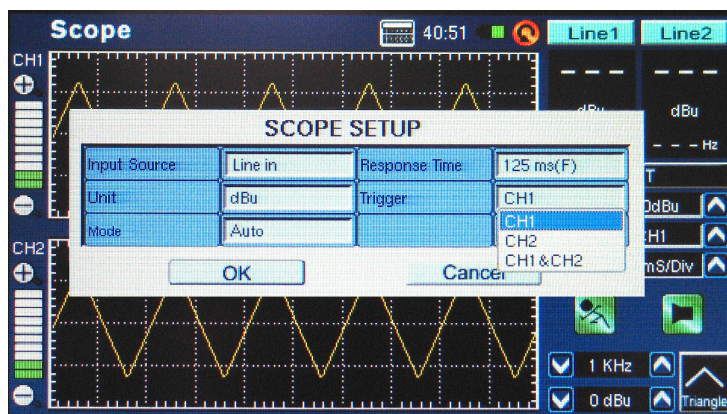 Scope
40:51
Line1
Line2
CH1
dBu
dBu
Hz
SCOPE SETUP
Input Source
Line in
Response Time
125 ms(F)
Unit
dBu
Trigger
CH1
Mode
Auto
CH1
CH2
CH1&CH2
OK
Cancel
T
0dBu
H1
mS/Div
CH2
1 KHz
0 dBu
Triangle